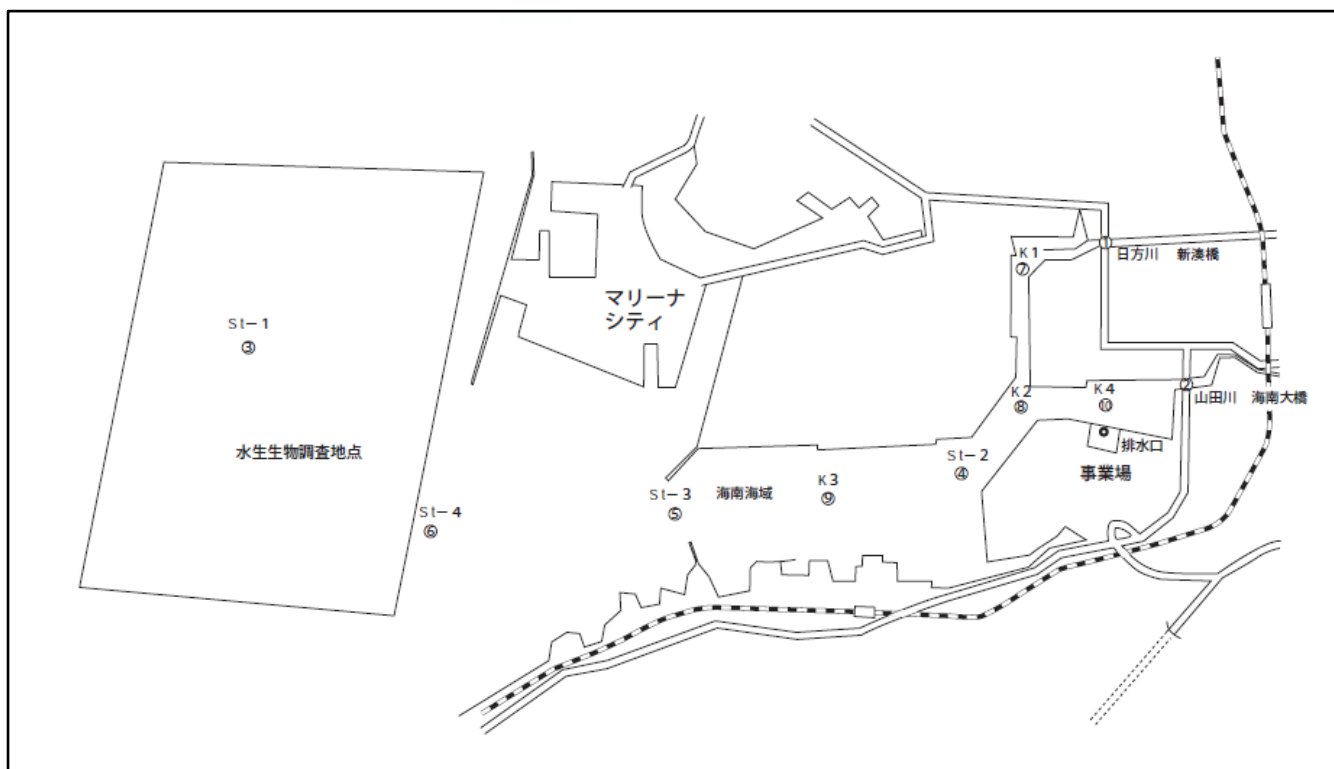 K1
⑦
①
日方川 新湊橋
マリーナ
シティ
St-1
③
K2
⑧
K4
⑩
②
山田川 海南大橋
排水口
水生生物調査地点
St-2
④
事業場
St-3
⑤
海南海域
K3
⑨
St-4
⑥